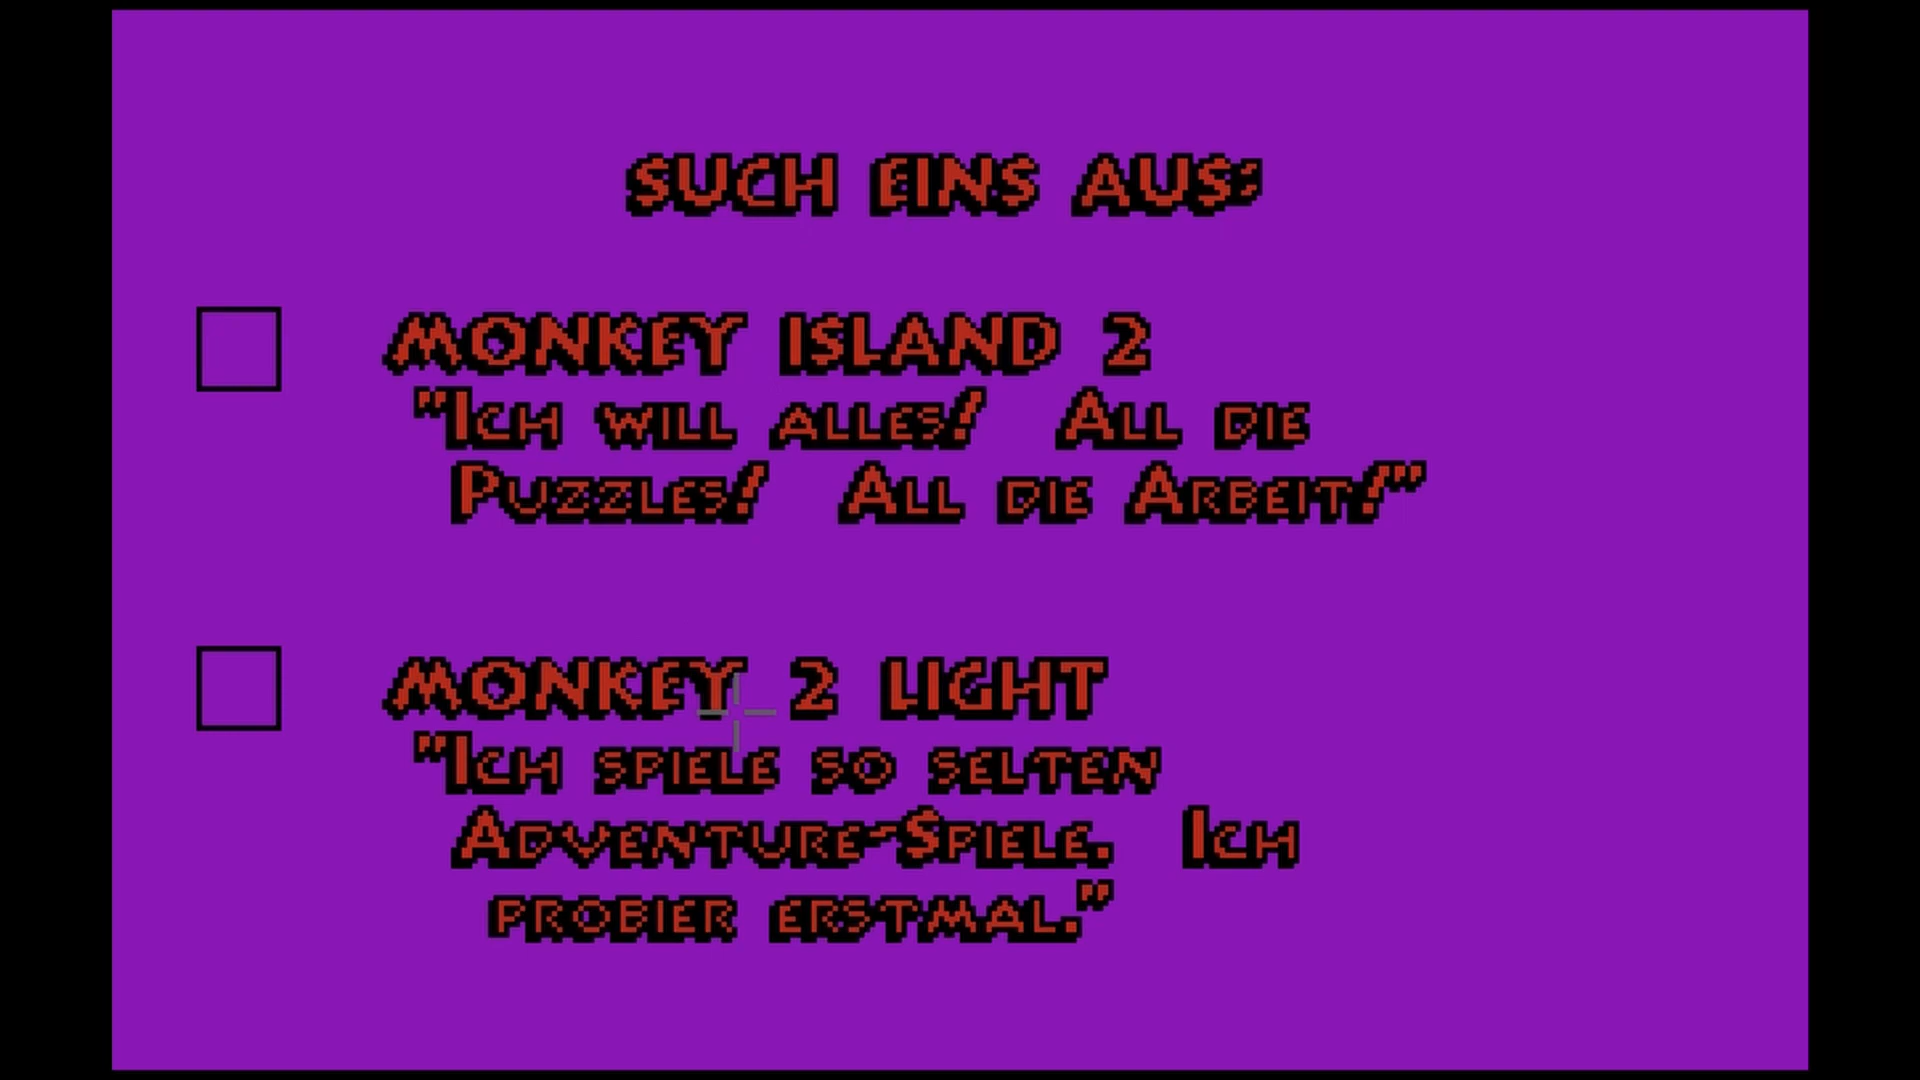 SUCH EINS AUS:
MONKEY ISLAND 2
"Ich will alles! All die
Puzzles! All die Arbeit!"
MONKEY 2 LIGHT
"Ich spiele so selten
Adventure-Spiele. Ich
probier erstmal."